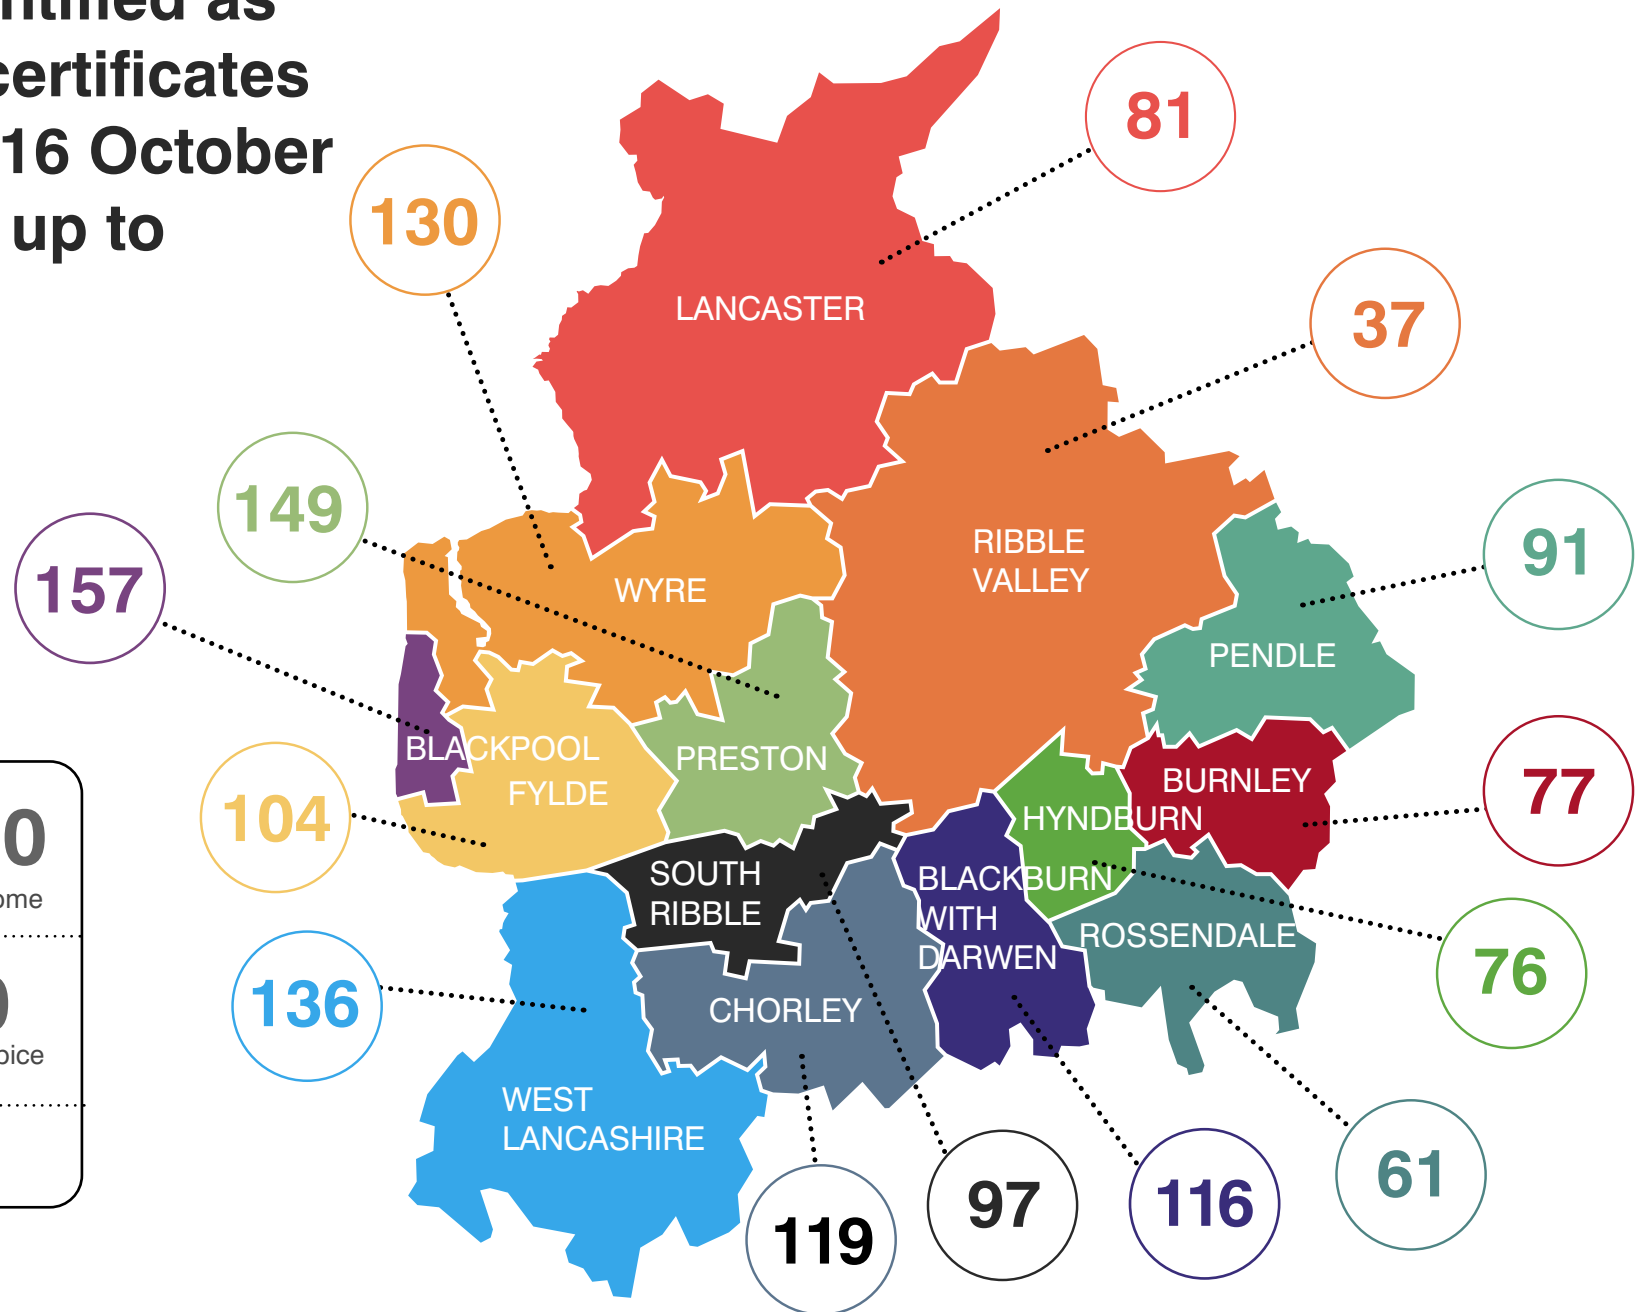 as
certificates
16 October
up to
81
130
LANCASTER
37
149
157
RIBBLE
VALLEY
91
WYRE
PENDLE
BLACKPOOL
PRESTON
FYLDE
104
BURNLEY
77
HYNDBURN
0
SOUTH
RIBBLE
BLACKBURN
WITH
DARWEN
ROSSENDALE
76
136
CHORLEY
WEST
LANCASHIRE
119
97
116
61